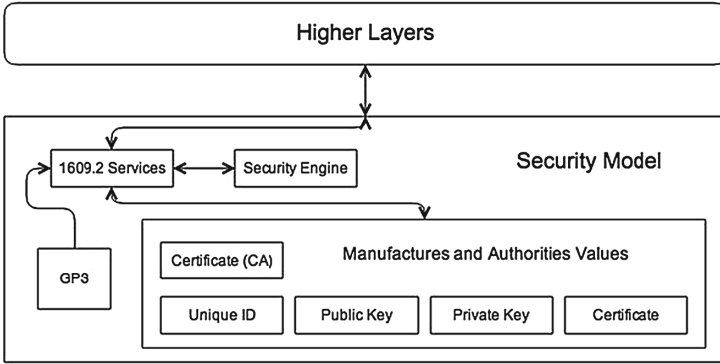 Higher Layers
Security Model
1609.2 Services
Security Engine
GP3
Manufactures and Authorities Values
Certificate (CA)
Unique ID
Public Key
Private Key
Certificate